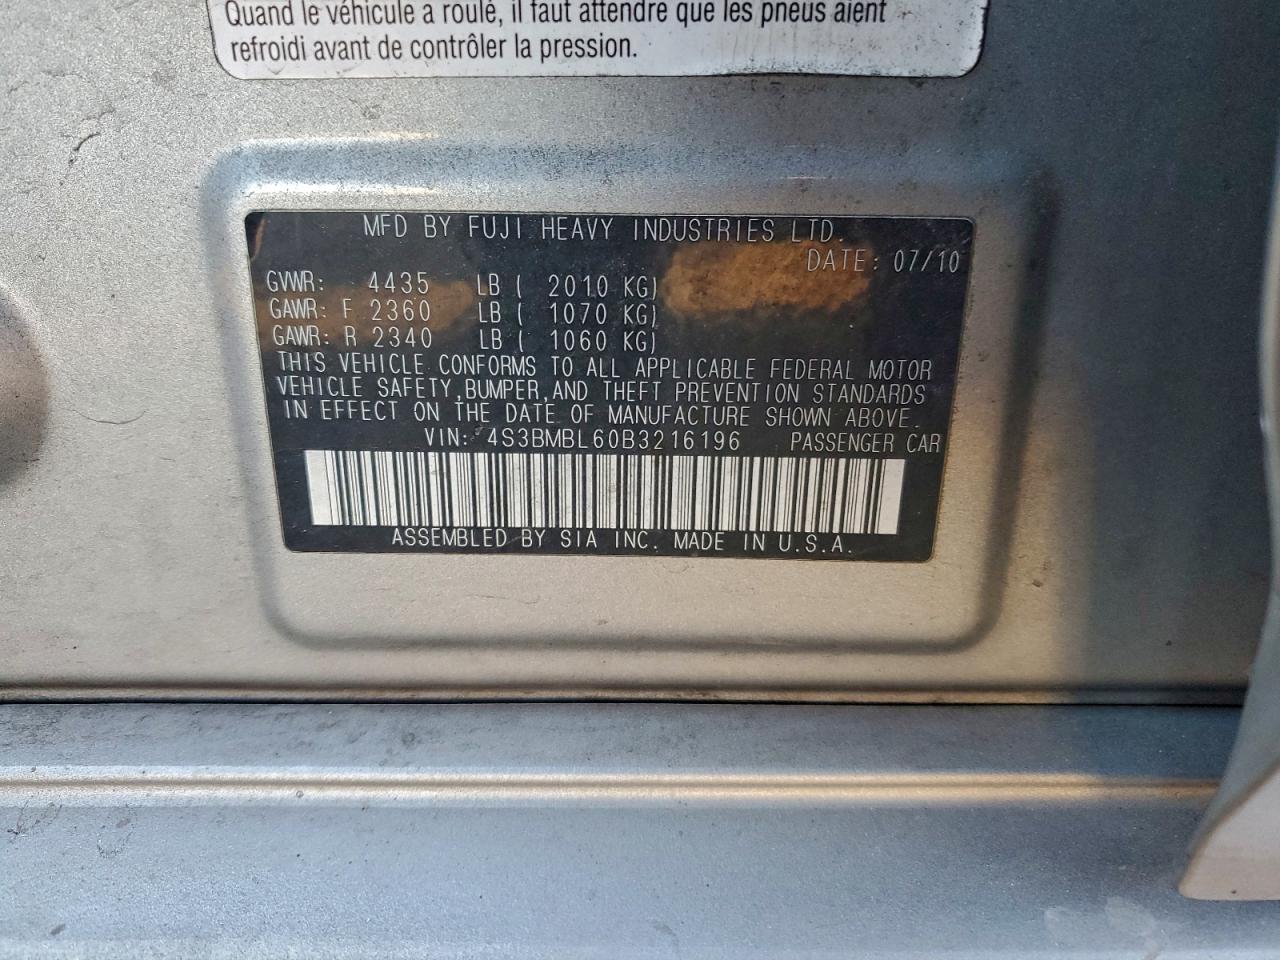 Quand le véhicule a roulé, il faut attendre que les pneus aient
refroidi avant de contrôler la pression.
MFD BY FUJI HEAVY INDUSTRIES LTD.
DATE: 07/10
GVWR: 4435 LB ( 2010 KG)
GAWR: F 2360 LB ( 1070 KG)
GAWR: R 2340 LB ( 1060 KG)
THIS VEHICLE CONFORMS TO ALL APPLICABLE FEDERAL MOTOR
VEHICLE SAFETY,BUMPER,AND THEFT PREVENTION STANDARDS
IN EFFECT ON THE DATE OF MANUFACTURE SHOWN ABOVE.
VIN: 4S3BMBL60B3216196 PASSENGER CAR
ASSEMBLED BY SIA INC. MADE IN U.S.A.